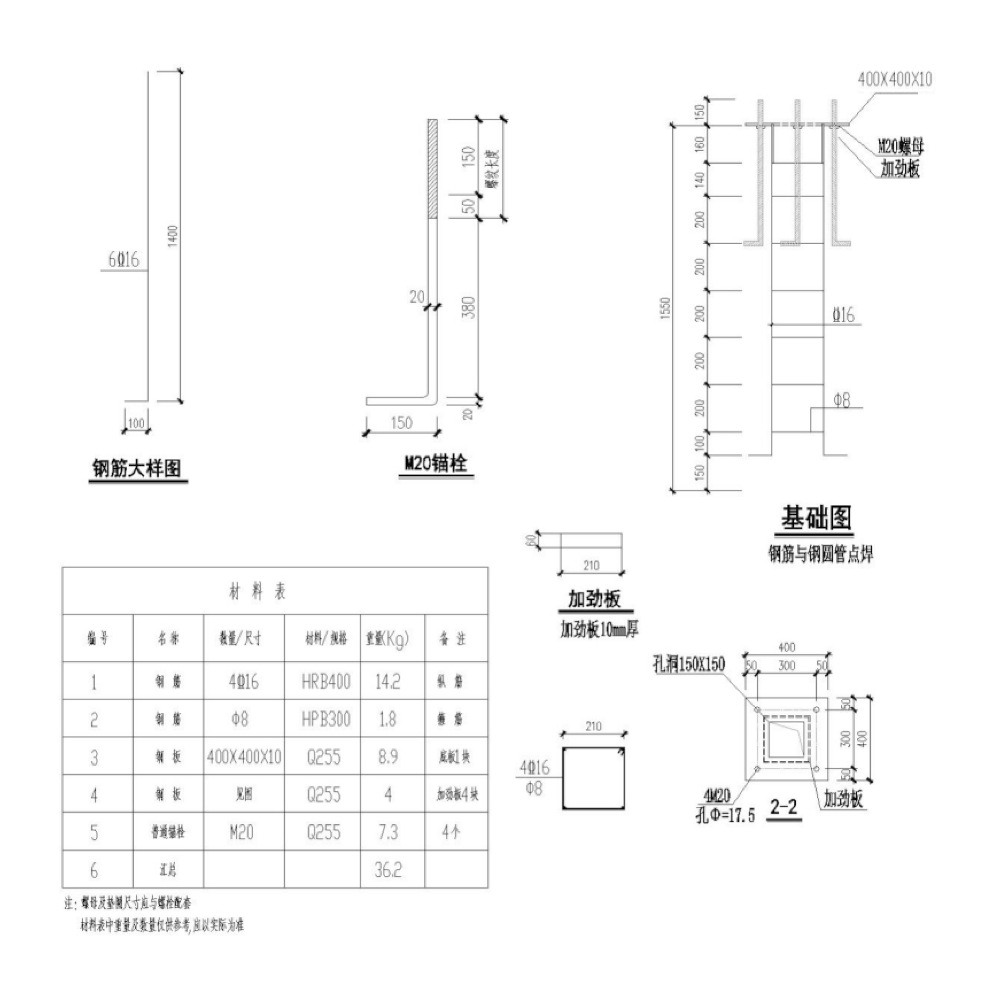 1400
6Φ16
100
钢筋大样图
150
螺纹长度
50
20
380
20
150
M20锚栓
400X400X10
150
160
M20螺母
加劲板
140
200
200
1550
200
Φ16
200
200
Φ8
100
150
基础图
钢筋与钢圆管点焊
60
210
加劲板
加劲板10mm厚
材料表
编号 名称 数量/尺寸 材料/规格 重量(Kg) 备注
1 钢筋 4Φ16 HRB400 14.2 纵筋
2 钢筋 Φ8 HPB300 1.8 箍筋
3 钢板 400X400X10 Q255 8.9 底板1块
4 钢板 见图 Q255 4 加劲板4块
5 普通锚栓 M20 Q255 7.3 4个
6 汇总 36.2
注：螺母及垫圈尺寸应与螺栓配套
材料表中重量及数量仅供参考,应以实际为准
210
4Φ16
Φ8
400
孔洞150X150
50 300 50
50
300
400
50
4M20
孔Φ=17.5
2-2
加劲板